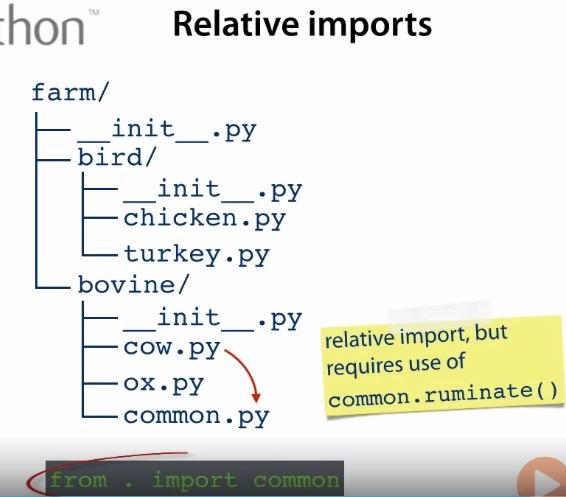 thon™
Relative imports
farm/
__init__.py
bird/
__init__.py
chicken.py
turkey.py
bovine/
__init__.py
cow.py
ox.py
common.py
relative import, but
requires use of
common.ruminate()
from . import common